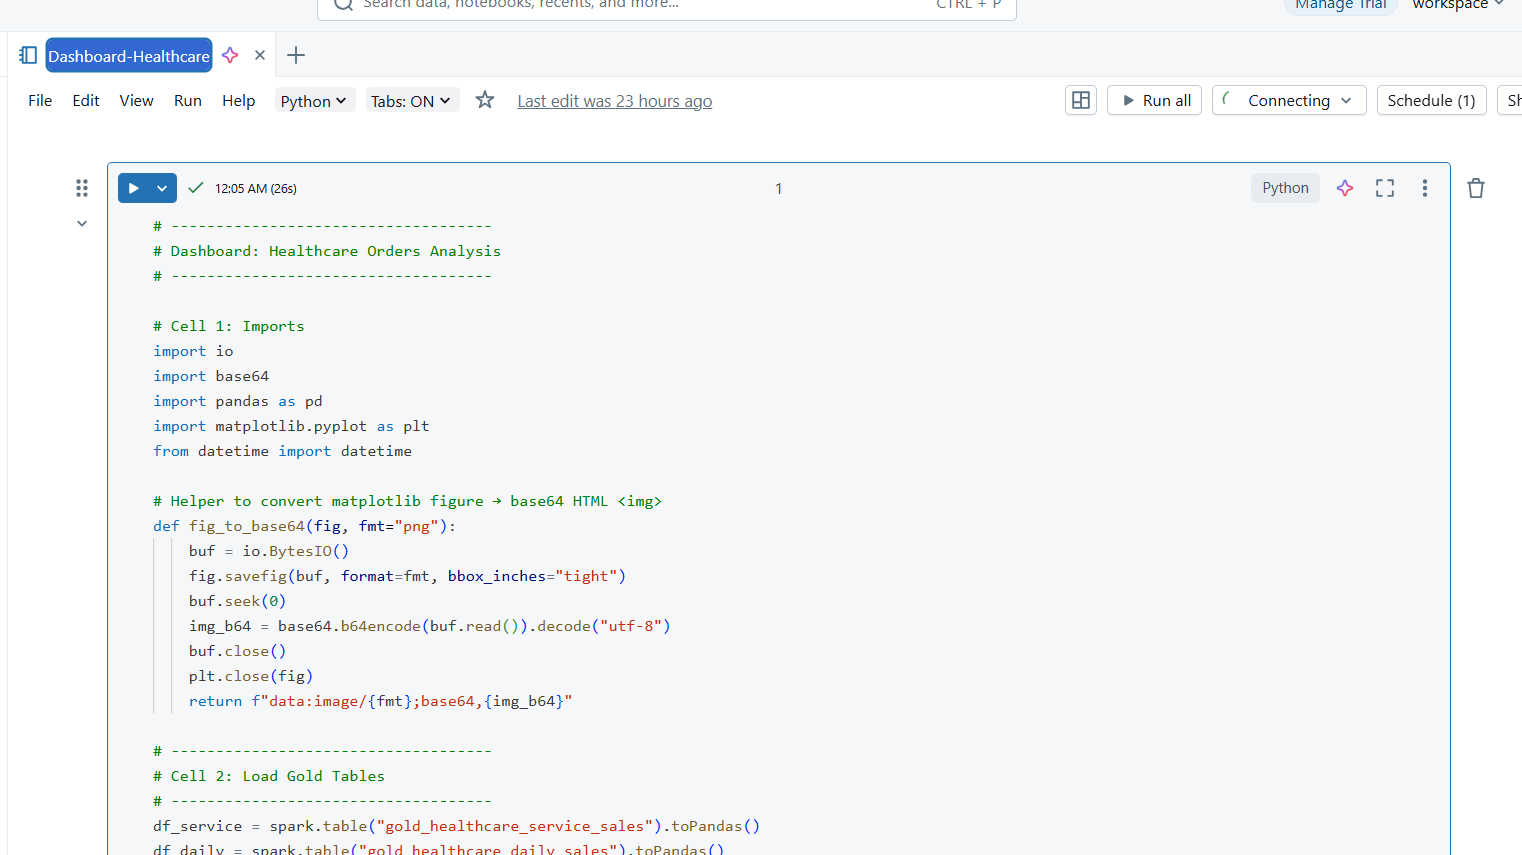 Search data, notebooks, recents, and more... CTRL + P Manage Trial workspace
Dashboard-Healthcare
File Edit View Run Help Python Tabs: ON Last edit was 23 hours ago Run all Connecting Schedule (1) Sh
12:05 AM (26s) 1 Python
# ------------------------------------
# Dashboard: Healthcare Orders Analysis
# ------------------------------------
# Cell 1: Imports
import io
import base64
import pandas as pd
import matplotlib.pyplot as plt
from datetime import datetime
# Helper to convert matplotlib figure → base64 HTML <img>
def fig_to_base64(fig, fmt="png"):
buf = io.BytesIO()
fig.savefig(buf, format=fmt, bbox_inches="tight")
buf.seek(0)
img_b64 = base64.b64encode(buf.read()).decode("utf-8")
buf.close()
plt.close(fig)
return f"data:image/{fmt};base64,{img_b64}"
# ------------------------------------
# Cell 2: Load Gold Tables
# ------------------------------------
df_service = spark.table("gold_healthcare_service_sales").toPandas()
df_daily = spark.table("gold_healthcare_daily_sales").toPandas()